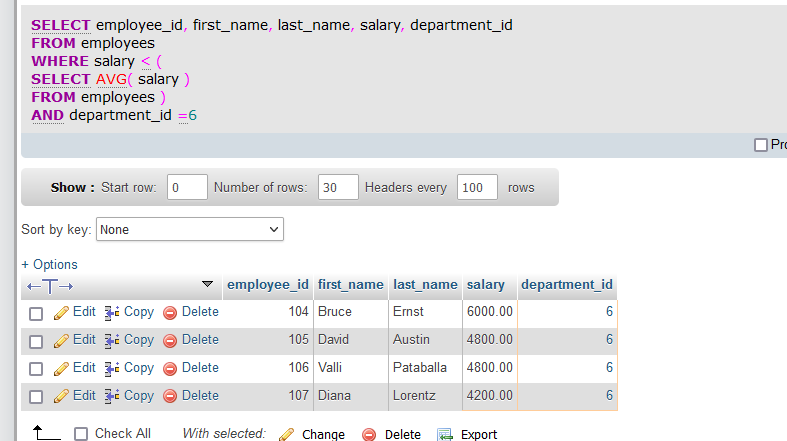 SELECT employee_id, first_name, last_name, salary, department_id
FROM employees
WHERE salary < (
SELECT AVG( salary )
FROM employees )
AND department_id =6
Pro
Show : Start row: 0 Number of rows: 30 Headers every 100 rows
Sort by key: None
+ Options
←T→ employee_id first_name last_name salary department_id
Edit Copy Delete 104 Bruce Ernst 6000.00 6
Edit Copy Delete 105 David Austin 4800.00 6
Edit Copy Delete 106 Valli Pataballa 4800.00 6
Edit Copy Delete 107 Diana Lorentz 4200.00 6
Check All With selected: Change Delete Export